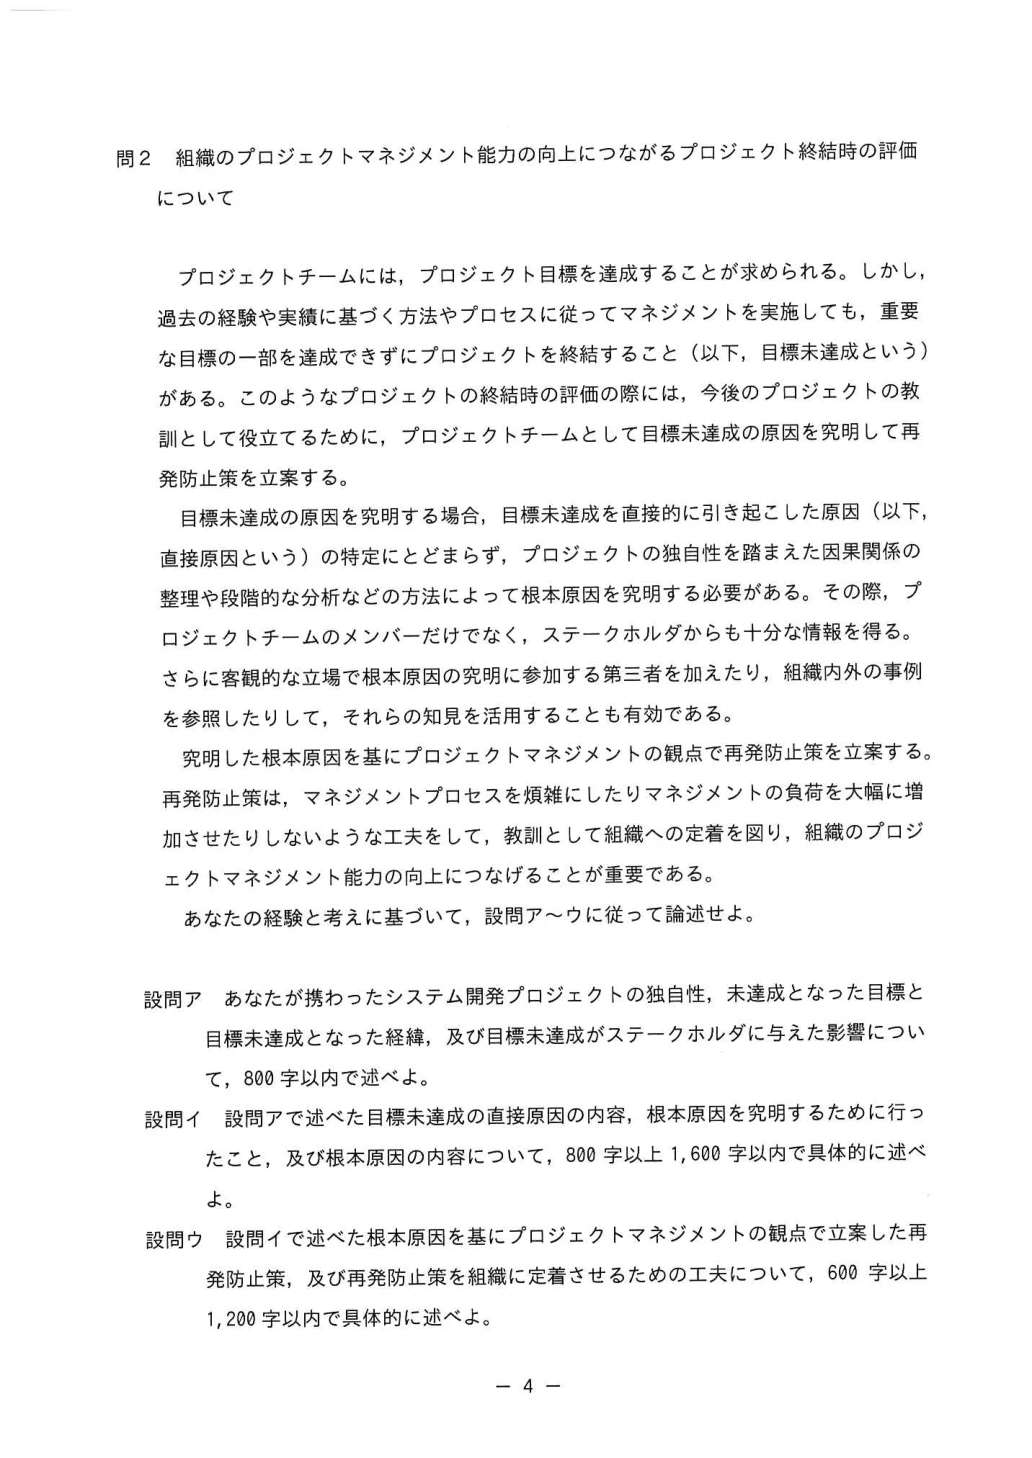 問２　組織のプロジェクトマネジメント能力の向上につながるプロジェクト終結時の評価
について
プロジェクトチームには，プロジェクト目標を達成することが求められる。しかし，
過去の経験や実績に基づく方法やプロセスに従ってマネジメントを実施しても，重要
な目標の一部を達成できずにプロジェクトを終結すること（以下，目標未達成という）
がある。このようなプロジェクトの終結時の評価の際には，今後のプロジェクトの教
訓として役立てるために，プロジェクトチームとして目標未達成の原因を究明して再
発防止策を立案する。
目標未達成の原因を究明する場合，目標未達成を直接的に引き起こした原因（以下，
直接原因という）の特定にとどまらず，プロジェクトの独自性を踏まえた因果関係の
整理や段階的な分析などの方法によって根本原因を究明する必要がある。その際，プ
ロジェクトチームのメンバーだけでなく，ステークホルダからも十分な情報を得る。
さらに客観的な立場で根本原因の究明に参加する第三者を加えたり，組織内外の事例
を参照したりして，それらの知見を活用することも有効である。
究明した根本原因を基にプロジェクトマネジメントの観点で再発防止策を立案する。
再発防止策は，マネジメントプロセスを煩雑にしたりマネジメントの負荷を大幅に増
加させたりしないような工夫をして，教訓として組織への定着を図り，組織のプロジ
ェクトマネジメント能力の向上につなげることが重要である。
あなたの経験と考えに基づいて，設問ア～ウに従って論述せよ。
設問ア　あなたが携わったシステム開発プロジェクトの独自性，未達成となった目標と
目標未達成となった経緯，及び目標未達成がステークホルダに与えた影響につい
て，800 字以内で述べよ。
設問イ　設問アで述べた目標未達成の直接原因の内容，根本原因を究明するために行っ
たこと，及び根本原因の内容について，800 字以上 1,600 字以内で具体的に述べ
よ。
設問ウ　設問イで述べた根本原因を基にプロジェクトマネジメントの観点で立案した再
発防止策，及び再発防止策を組織に定着させるための工夫について，600 字以上
1,200 字以内で具体的に述べよ。
－ 4 －